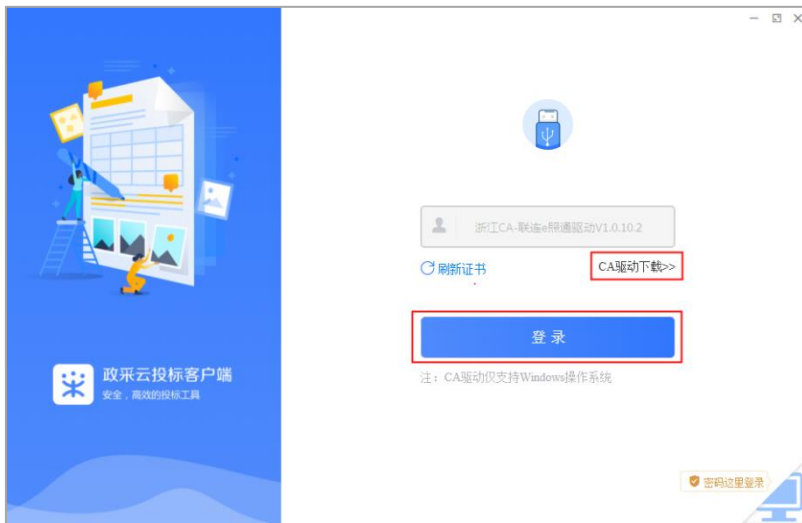 浙江CA-联连e照通驱动V1.0.10.2
刷新证书
CA驱动下载>>
登 录
注：CA驱动仅支持Windows操作系统
政采云投标客户端
安全，高效的投标工具
密码这里登录